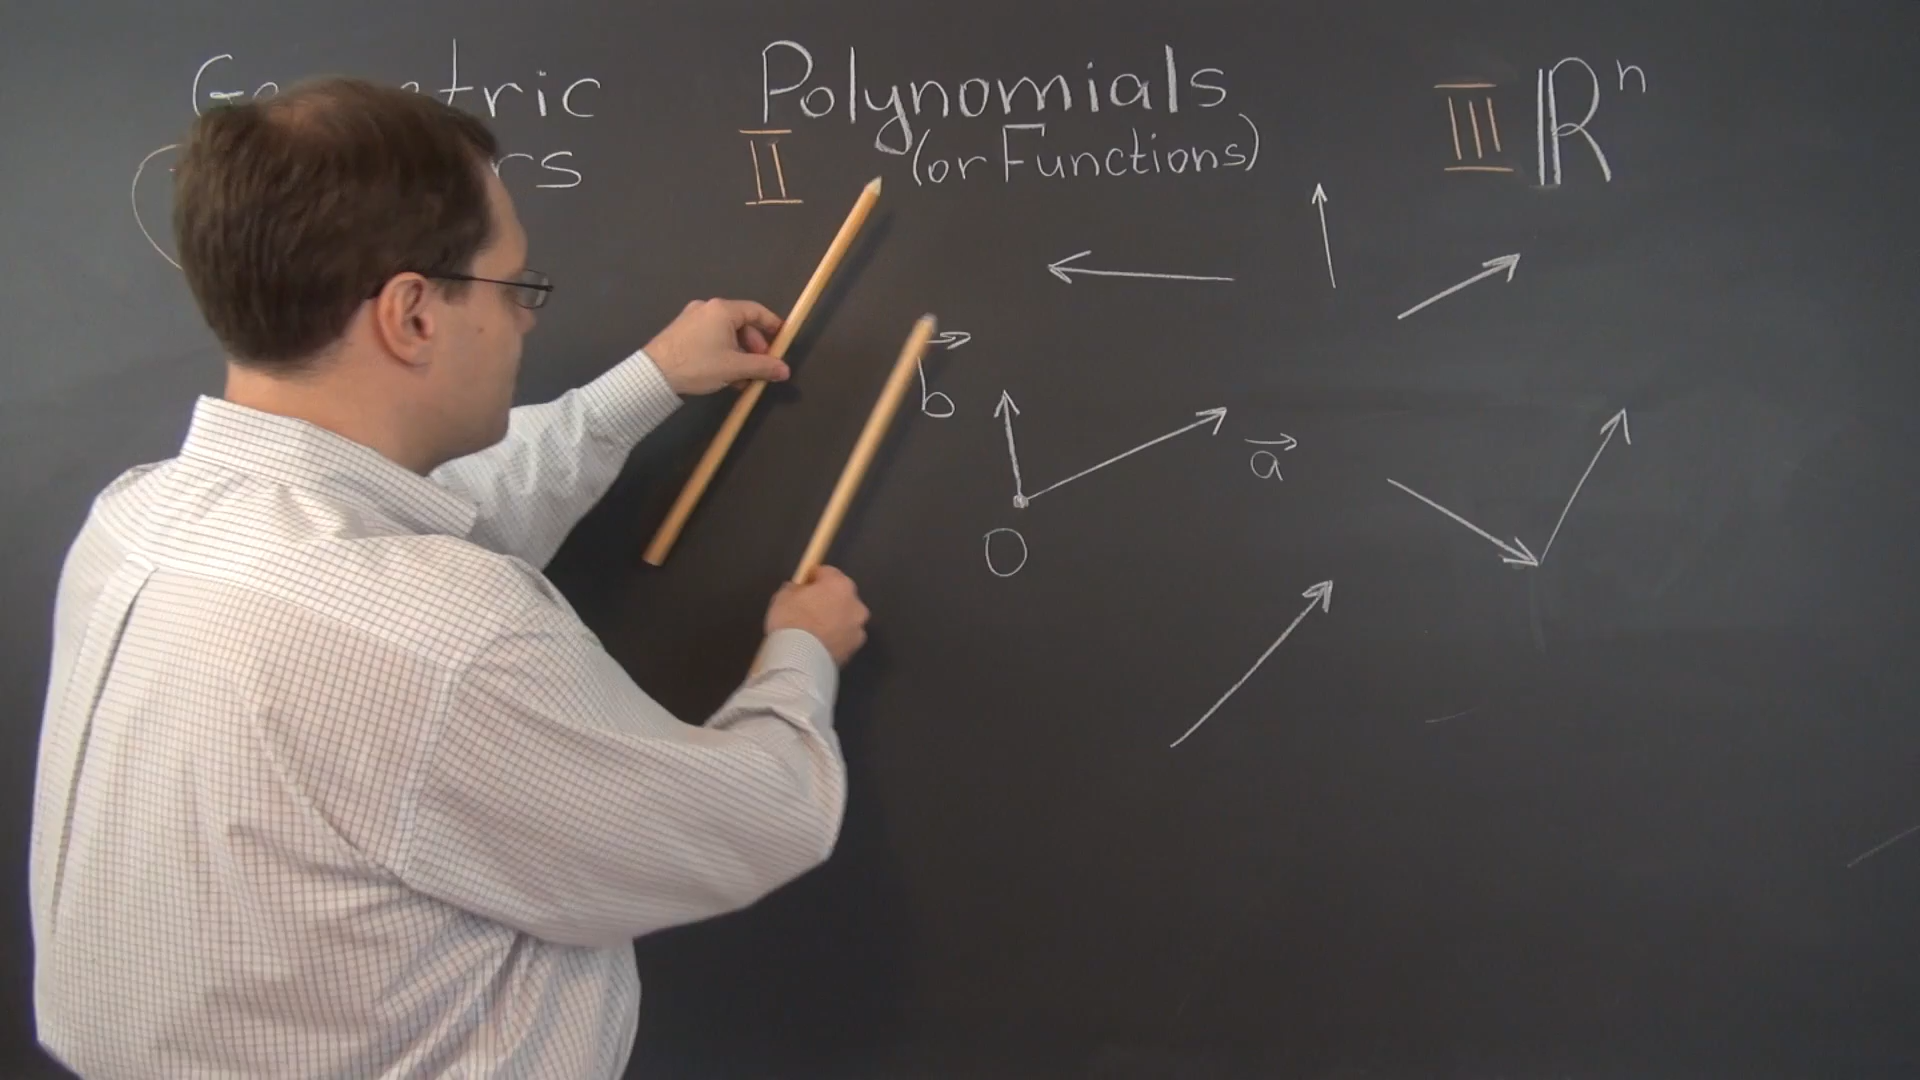 Polynomials
II (or Functions)
III ℝⁿ
b
a
O